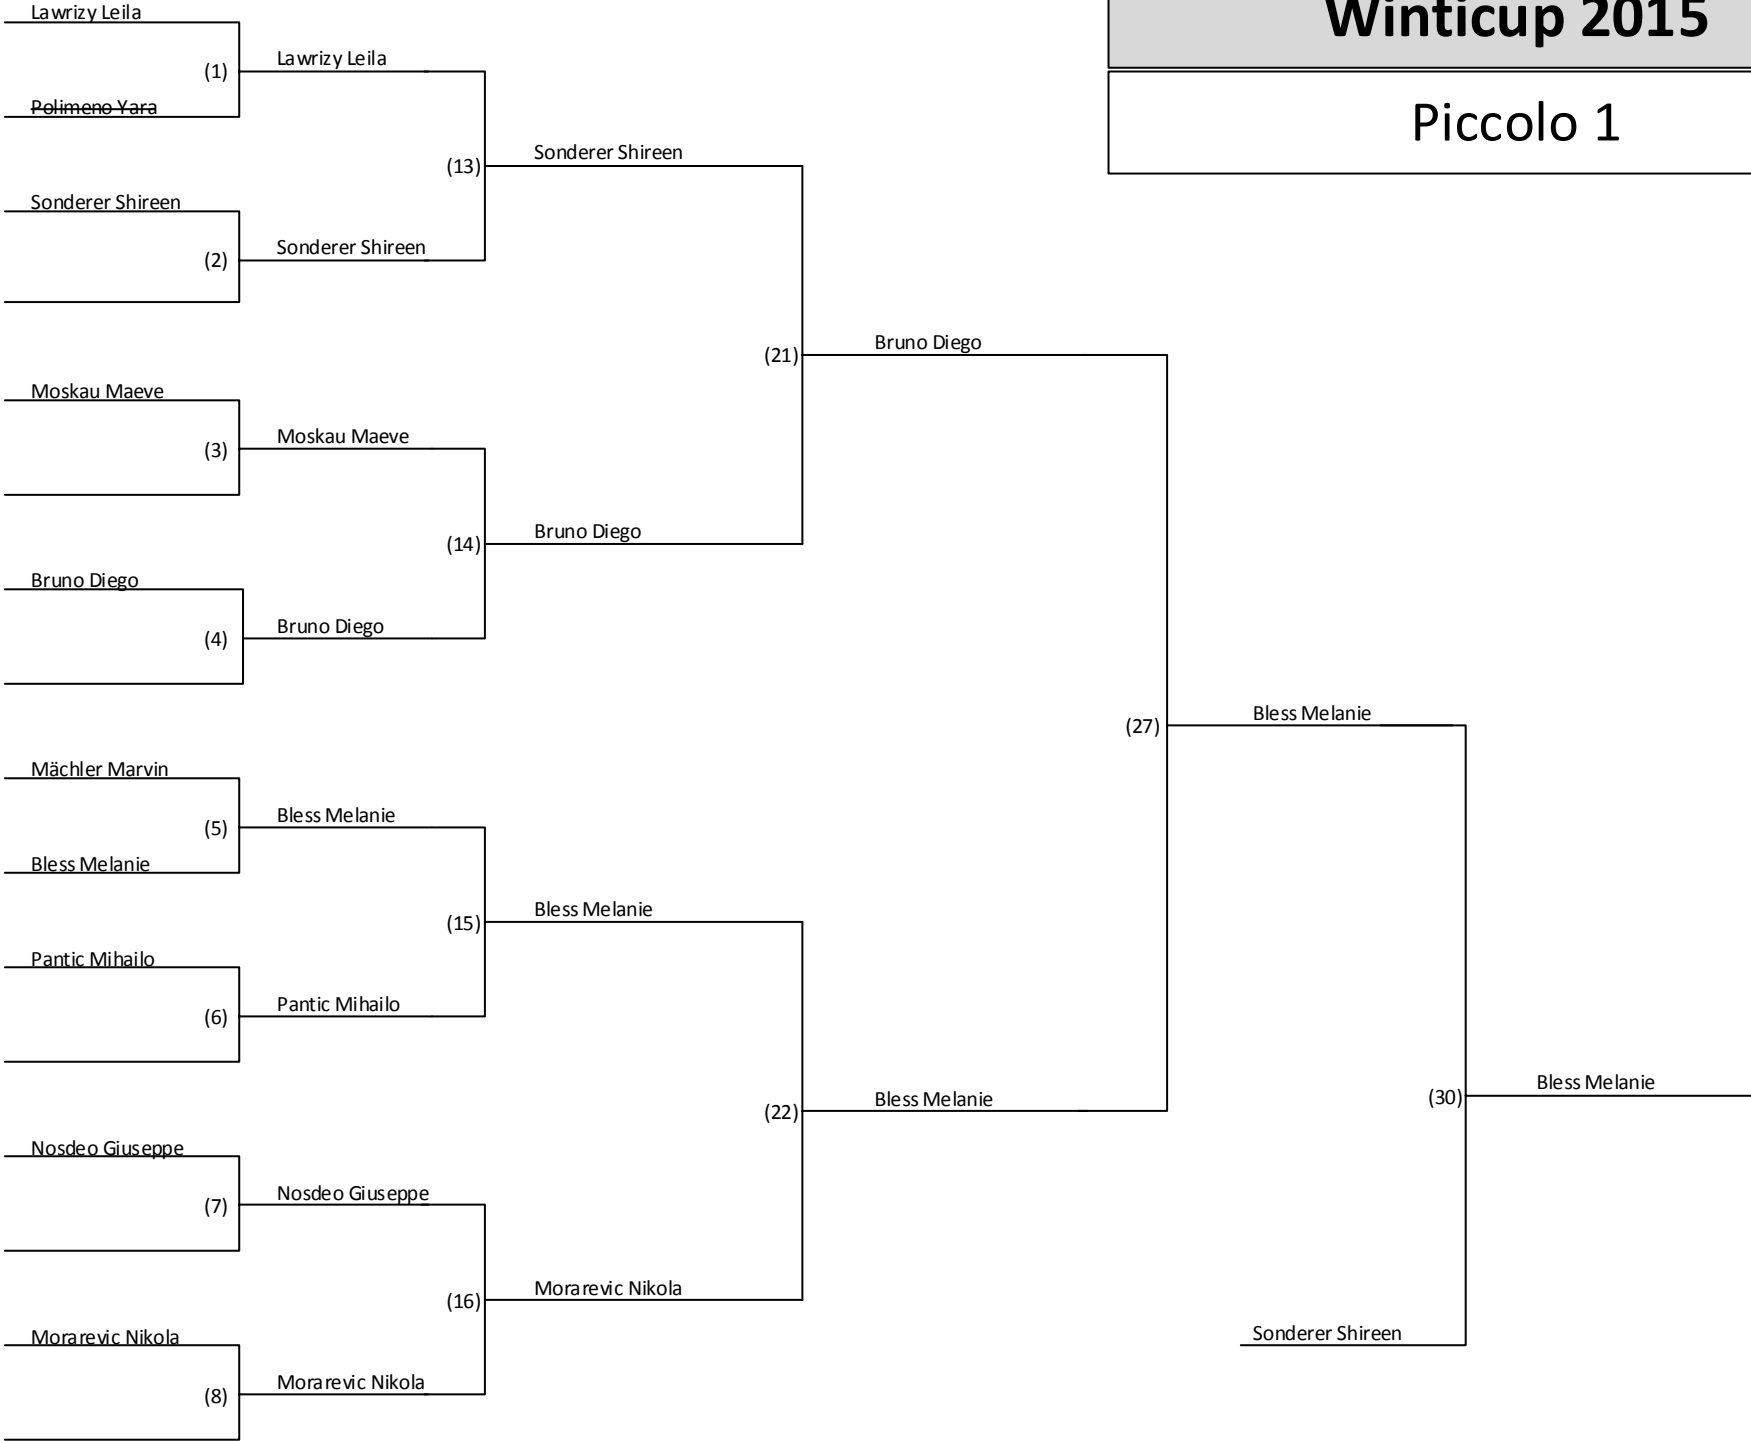 Winticup 2015
Piccolo 1
Lawrizy Leila
(1)
Lawrizy Leila
Polimeno Yara
(13)
Sonderer Shireen
Sonderer Shireen
(2)
Sonderer Shireen
(21)
Bruno Diego
Moskau Maeve
(3)
Moskau Maeve
(14)
Bruno Diego
Bruno Diego
(4)
Bruno Diego
(27)
Bless Melanie
Mächler Marvin
(5)
Bless Melanie
Bless Melanie
(15)
Bless Melanie
Pantic Mihailo
(6)
Pantic Mihailo
(22)
Bless Melanie
(30)
Bless Melanie
Nosdeo Giuseppe
(7)
Nosdeo Giuseppe
(16)
Morarevic Nikola
Morarevic Nikola
(8)
Morarevic Nikola
Sonderer Shireen